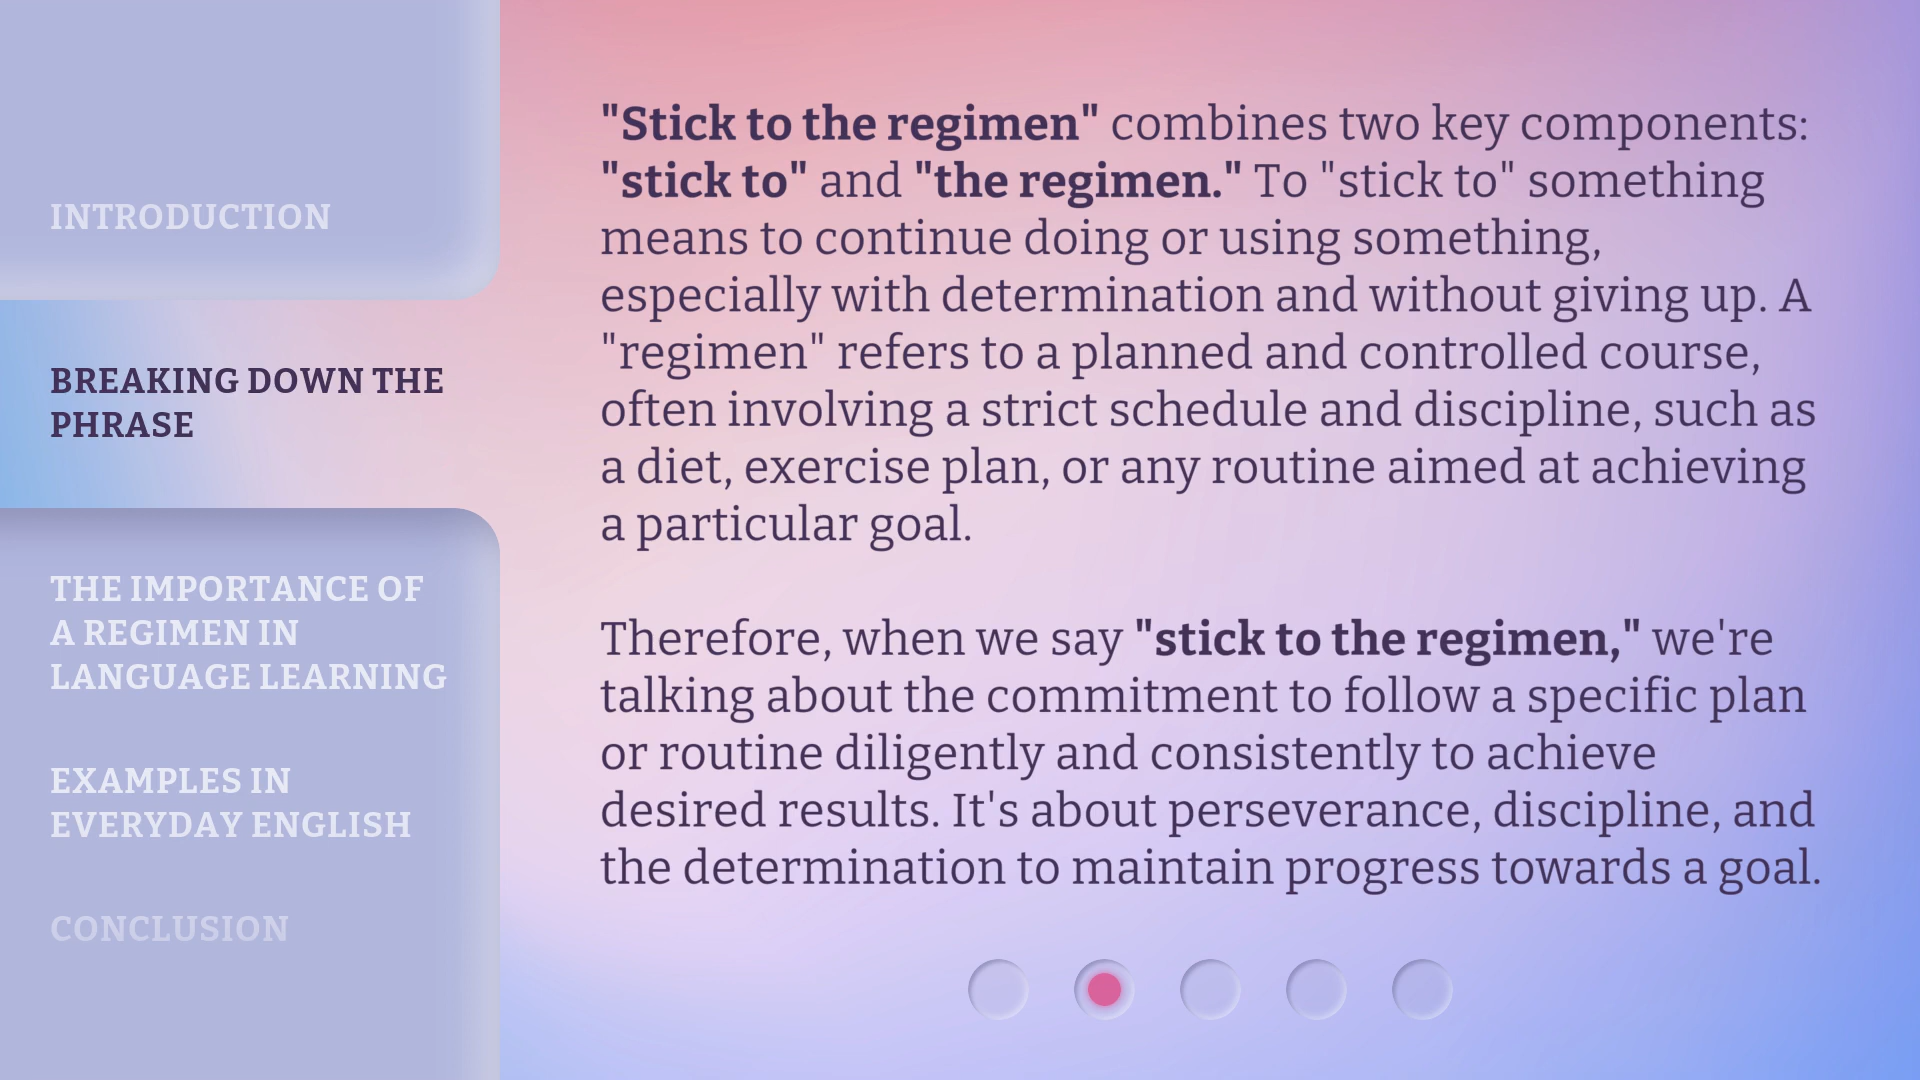 INTRODUCTION
BREAKING DOWN THE
PHRASE
THE IMPORTANCE OF
A REGIMEN IN
LANGUAGE LEARNING
EXAMPLES IN
EVERYDAY ENGLISH
CONCLUSION
"Stick to the regimen" combines two key components:
"stick to" and "the regimen." To "stick to" something
means to continue doing or using something,
especially with determination and without giving up. A
"regimen" refers to a planned and controlled course,
often involving a strict schedule and discipline, such as
a diet, exercise plan, or any routine aimed at achieving
a particular goal.
Therefore, when we say "stick to the regimen," we're
talking about the commitment to follow a specific plan
or routine diligently and consistently to achieve
desired results. It's about perseverance, discipline, and
the determination to maintain progress towards a goal.